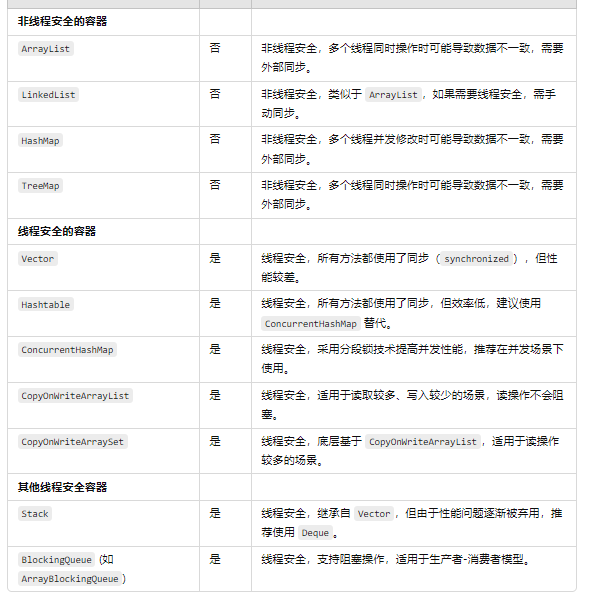 非线程安全的容器
ArrayList 否 非线程安全，多个线程同时操作时可能导致数据不一致，需要
外部同步。
LinkedList 否 非线程安全，类似于 ArrayList，如果需要线程安全，需手
动同步。
HashMap 否 非线程安全，多个线程并发修改时可能导致数据不一致，需要
外部同步。
TreeMap 否 非线程安全，多个线程同时操作时可能导致数据不一致，需要
外部同步。
线程安全的容器
Vector 是 线程安全，所有方法都使用了同步（synchronized），但性
能较差。
Hashtable 是 线程安全，所有方法都使用了同步，但效率低，建议使用
ConcurrentHashMap 替代。
ConcurrentHashMap 是 线程安全，采用分段锁技术提高并发性能，推荐在并发场景下
使用。
CopyOnWriteArrayList 是 线程安全，适用于读取较多、写入较少的场景，读操作不会阻
塞。
CopyOnWriteArraySet 是 线程安全，底层基于 CopyOnWriteArrayList，适用于读操作
较多的场景。
其他线程安全容器
Stack 是 线程安全，继承自 Vector，但由于性能问题逐渐被弃用，推
荐使用 Deque。
BlockingQueue (如 是 线程安全，支持阻塞操作，适用于生产者-消费者模型。
ArrayBlockingQueue)